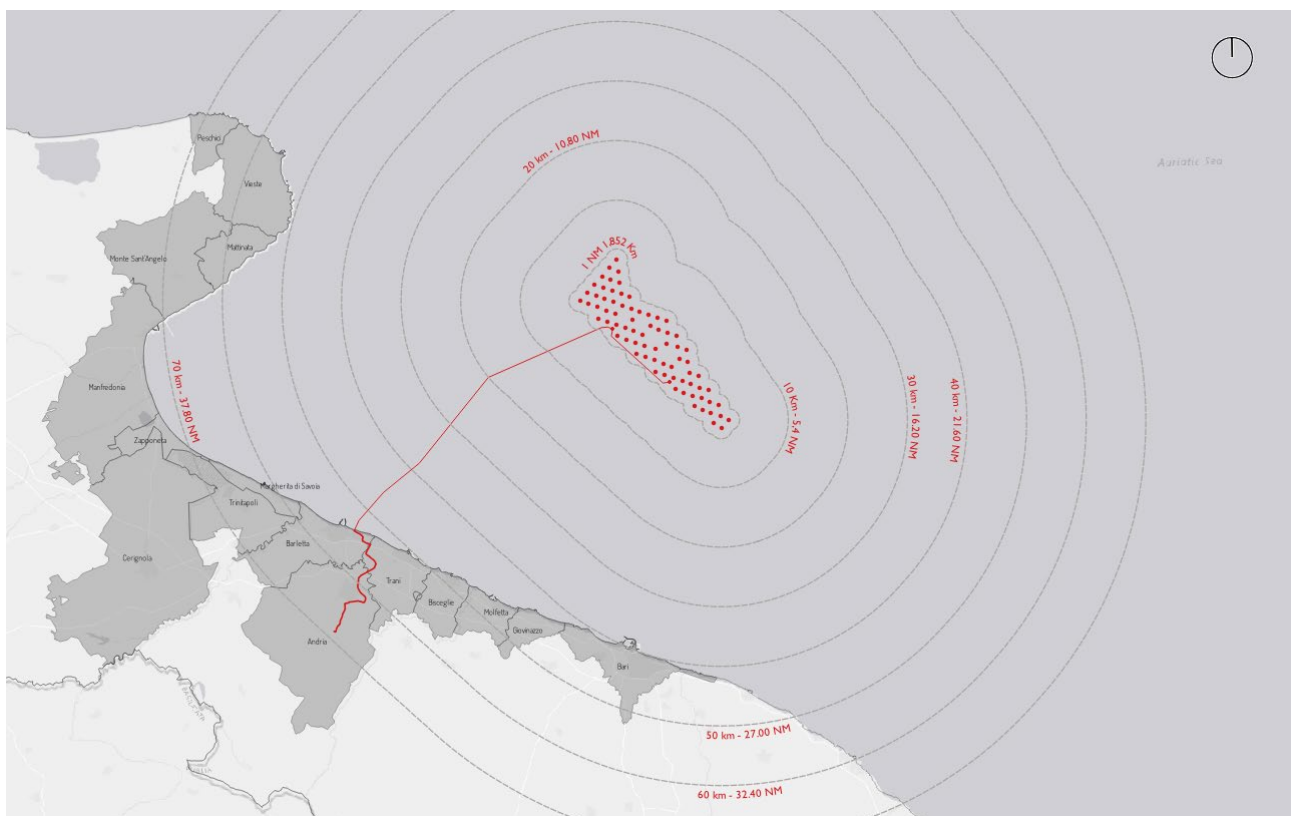 Peschici
20 km - 10.80 NM
Adriatic Sea
Vieste
Mattinata
Monte Sant'Angelo
1 NM 1,852 Km
Manfredonia
70 km - 37.80 NM
10 Km - 5,4 NM
30 km - 16.20 NM
40 km - 21.60 NM
Zapponeta
Margherita di Savoia
Trinitapoli
Barletta
Cerignola
Trani
Bisceglie
Molfetta
Giovinazzo
Andria
Bari
50 km - 27.00 NM
60 km - 32.40 NM